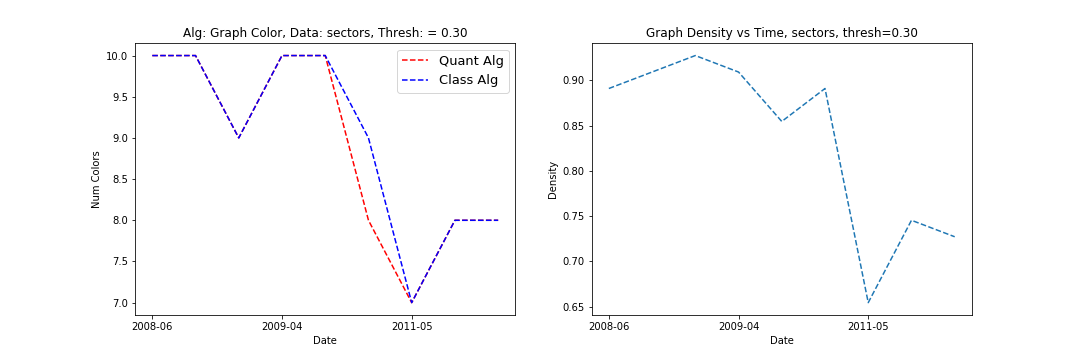 Alg: Graph Color, Data: sectors, Thresh: = 0.30
Num Colors
10.0
9.5
9.0
8.5
8.0
7.5
7.0
Quant Alg
Class Alg
2008-06
2009-04
2011-05
Date
Graph Density vs Time, sectors, thresh=0.30
Density
0.90
0.85
0.80
0.75
0.70
0.65
2008-06
2009-04
2011-05
Date